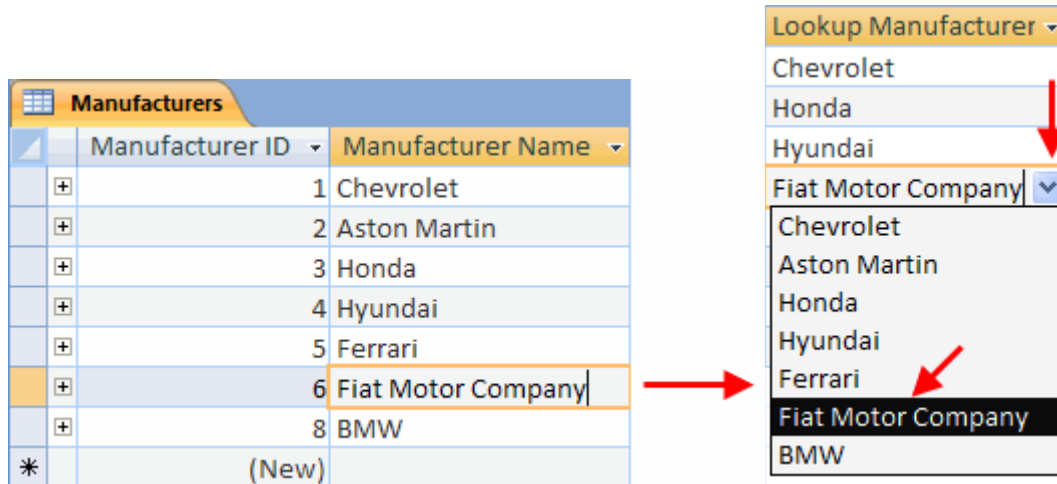 Manufacturers
Manufacturer ID Manufacturer Name
1 Chevrolet
2 Aston Martin
3 Honda
4 Hyundai
5 Ferrari
6 Fiat Motor Company
8 BMW
(New)
Lookup Manufacturer
Chevrolet
Honda
Hyundai
Fiat Motor Company
Chevrolet
Aston Martin
Honda
Hyundai
Ferrari
Fiat Motor Company
BMW